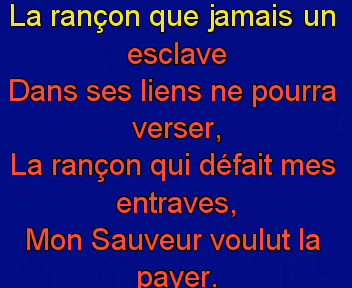 La rançon que jamais un
esclave
Dans ses liens ne pourra
verser,
La rançon qui défait mes
entraves,
Mon Sauveur voulut la
payer.